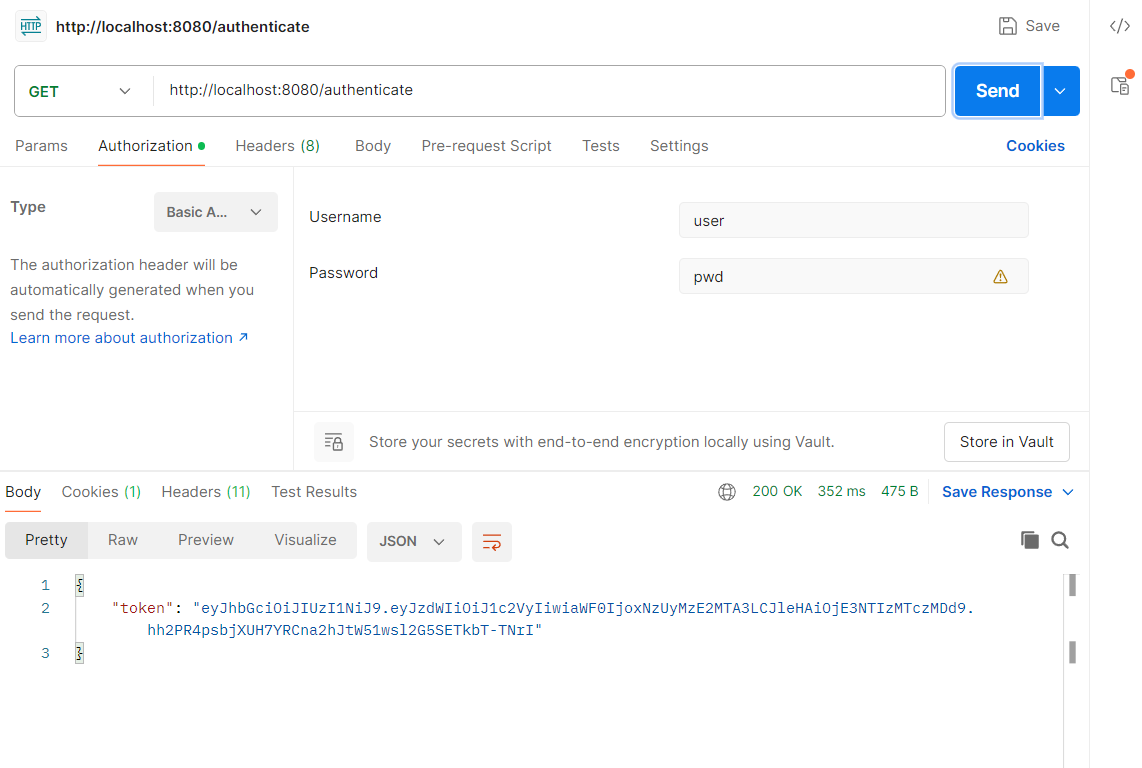 HTTP http://localhost:8080/authenticate Save
GET http://localhost:8080/authenticate Send
Params Authorization Headers (8) Body Pre-request Script Tests Settings Cookies
Type Basic A...
The authorization header will be
automatically generated when you
send the request.
Learn more about authorization ↗
Username user
Password pwd
Store your secrets with end-to-end encryption locally using Vault. Store in Vault
Body Cookies (1) Headers (11) Test Results 200 OK 352 ms 475 B Save Response
Pretty Raw Preview Visualize JSON
1 {
2 "token": "eyJhbGciOiJIUzI1NiJ9.eyJzdWIiOiJ1c2VyIiwiaWF0IjoxNzUyMzE2MTA3LCJleHAiOjE3NTIzMTczMDd9.
hh2PR4psbjXUH7YRCna2hJtW51wsl2G5SETkbT-TNrI"
3 }